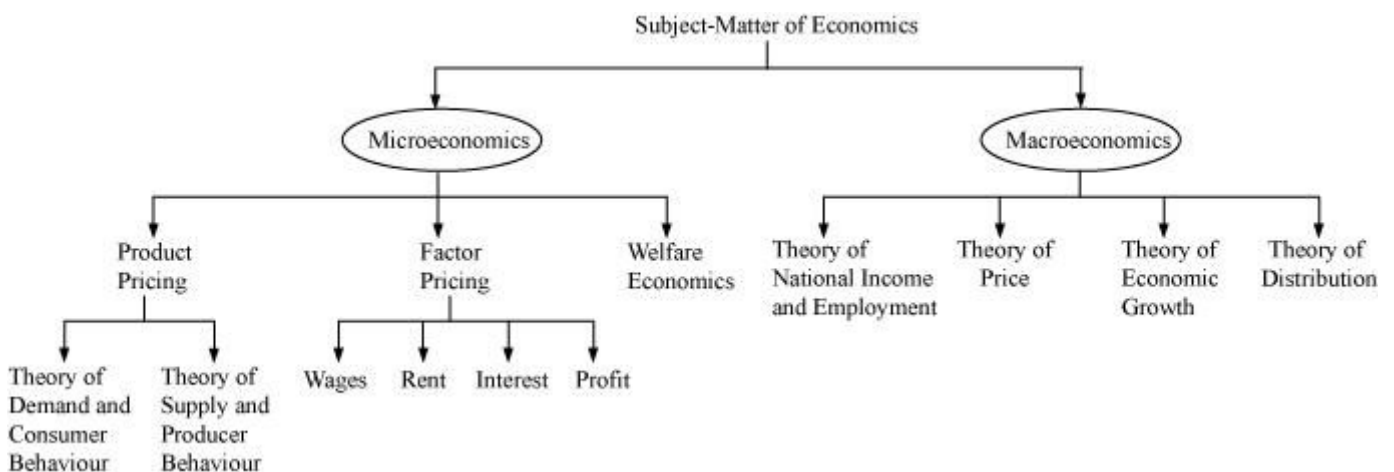 Subject-Matter of Economics
Microeconomics
Macroeconomics
Product
Pricing
Factor
Pricing
Welfare
Economics
Theory of
National Income
and Employment
Theory of
Price
Theory of
Economic
Growth
Theory of
Distribution
Theory of
Demand and
Consumer
Behaviour
Theory of
Supply and
Producer
Behaviour
Wages
Rent
Interest
Profit